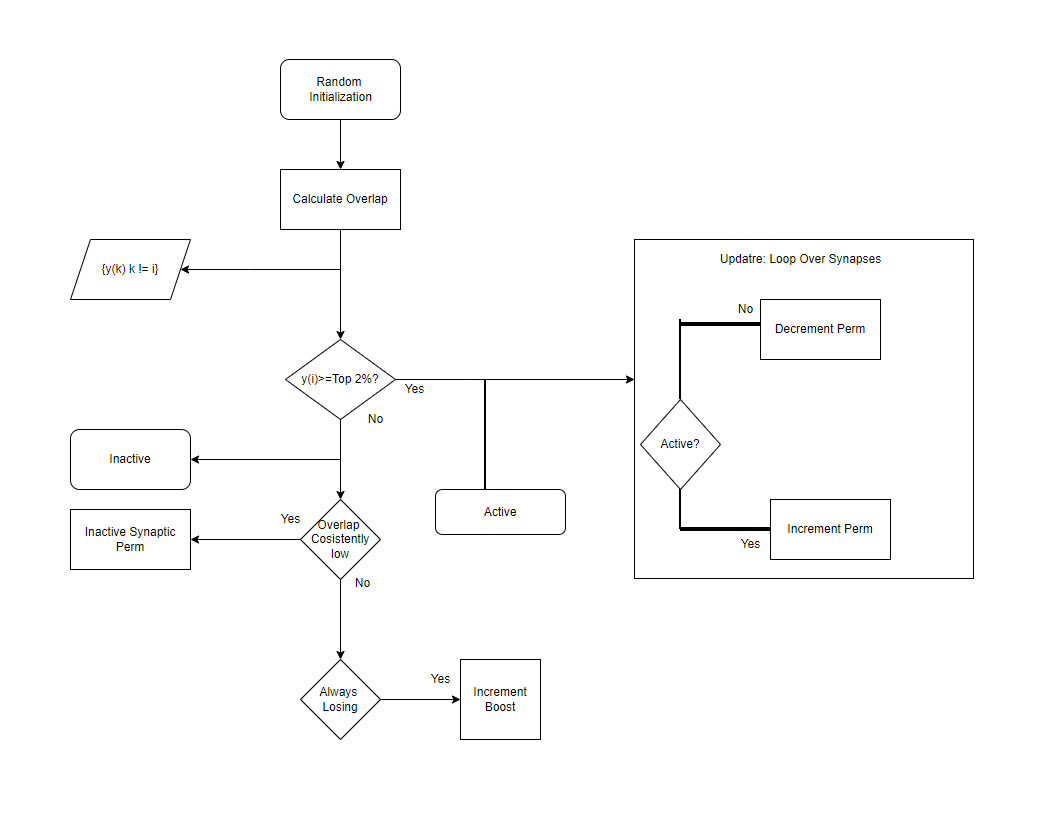 Random
Initialization
Calculate Overlap
{y(k) k != i}
Updatre: Loop Over Synapses
No
Decrement Perm
y(i)>=Top 2%?
Yes
No
Active?
Inactive
Active
Yes
Overlap
Cosistently
low
Inactive Synaptic
Perm
Increment Perm
Yes
No
Always
Losing
Yes
Increment
Boost